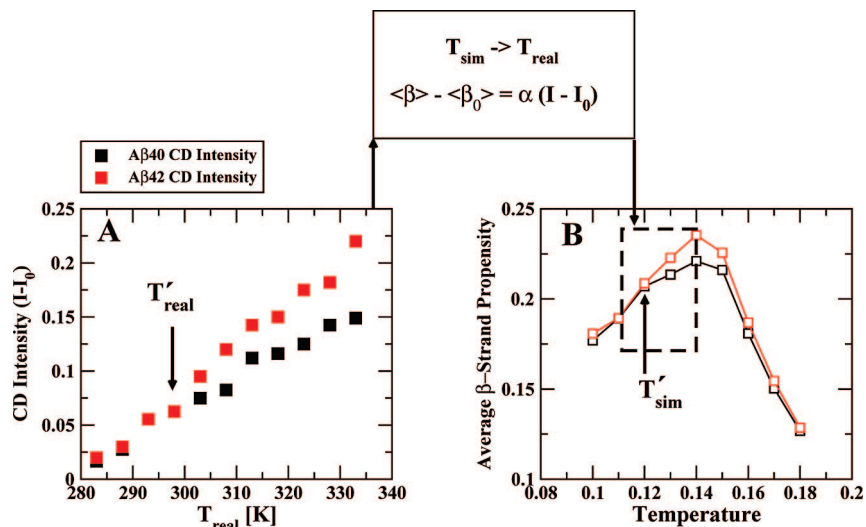 T_sim -> T_real
<β> - <β_0> = α (I - I_0)
Aβ40 CD Intensity
Aβ42 CD Intensity
A
T′_real
CD Intensity (I-I_0)
0.25
0.2
0.15
0.1
0.05
0
280 290 300 310 320 330 340
T_real [K]
B
T′_sim
Average β−Strand Propensity
0.25
0.2
0.15
0.1
0.08 0.1 0.12 0.14 0.16 0.18 0.2
Temperature